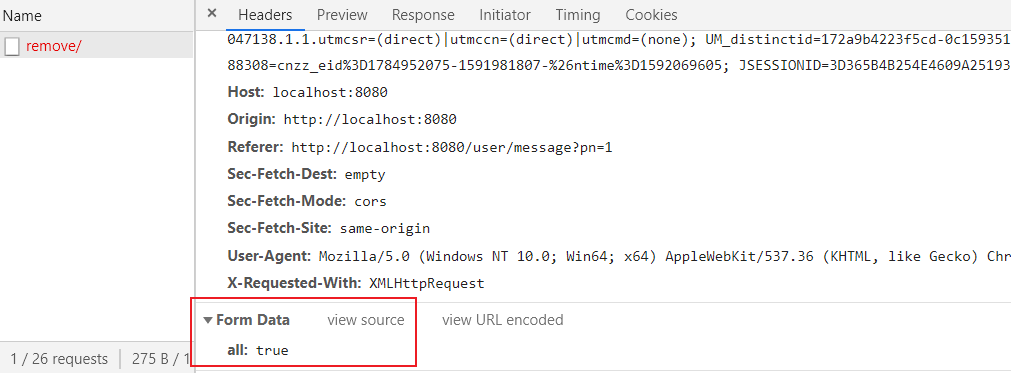 Name
× Headers Preview Response Initiator Timing Cookies
remove/
047138.1.1.utmcsr=(direct)|utmccn=(direct)|utmcmd=(none); UM_distinctid=172a9b4223f5cd-0c159351
88308=cnzz_eid%3D1784952075-1591981807-%26ntime%3D1592069605; JSESSIONID=3D365B4B254E4609A25193
Host: localhost:8080
Origin: http://localhost:8080
Referer: http://localhost:8080/user/message?pn=1
Sec-Fetch-Dest: empty
Sec-Fetch-Mode: cors
Sec-Fetch-Site: same-origin
User-Agent: Mozilla/5.0 (Windows NT 10.0; Win64; x64) AppleWebKit/537.36 (KHTML, like Gecko) Chr
X-Requested-With: XMLHttpRequest
▼Form Data view source view URL encoded
all: true
1 / 26 requests 275 B / 1